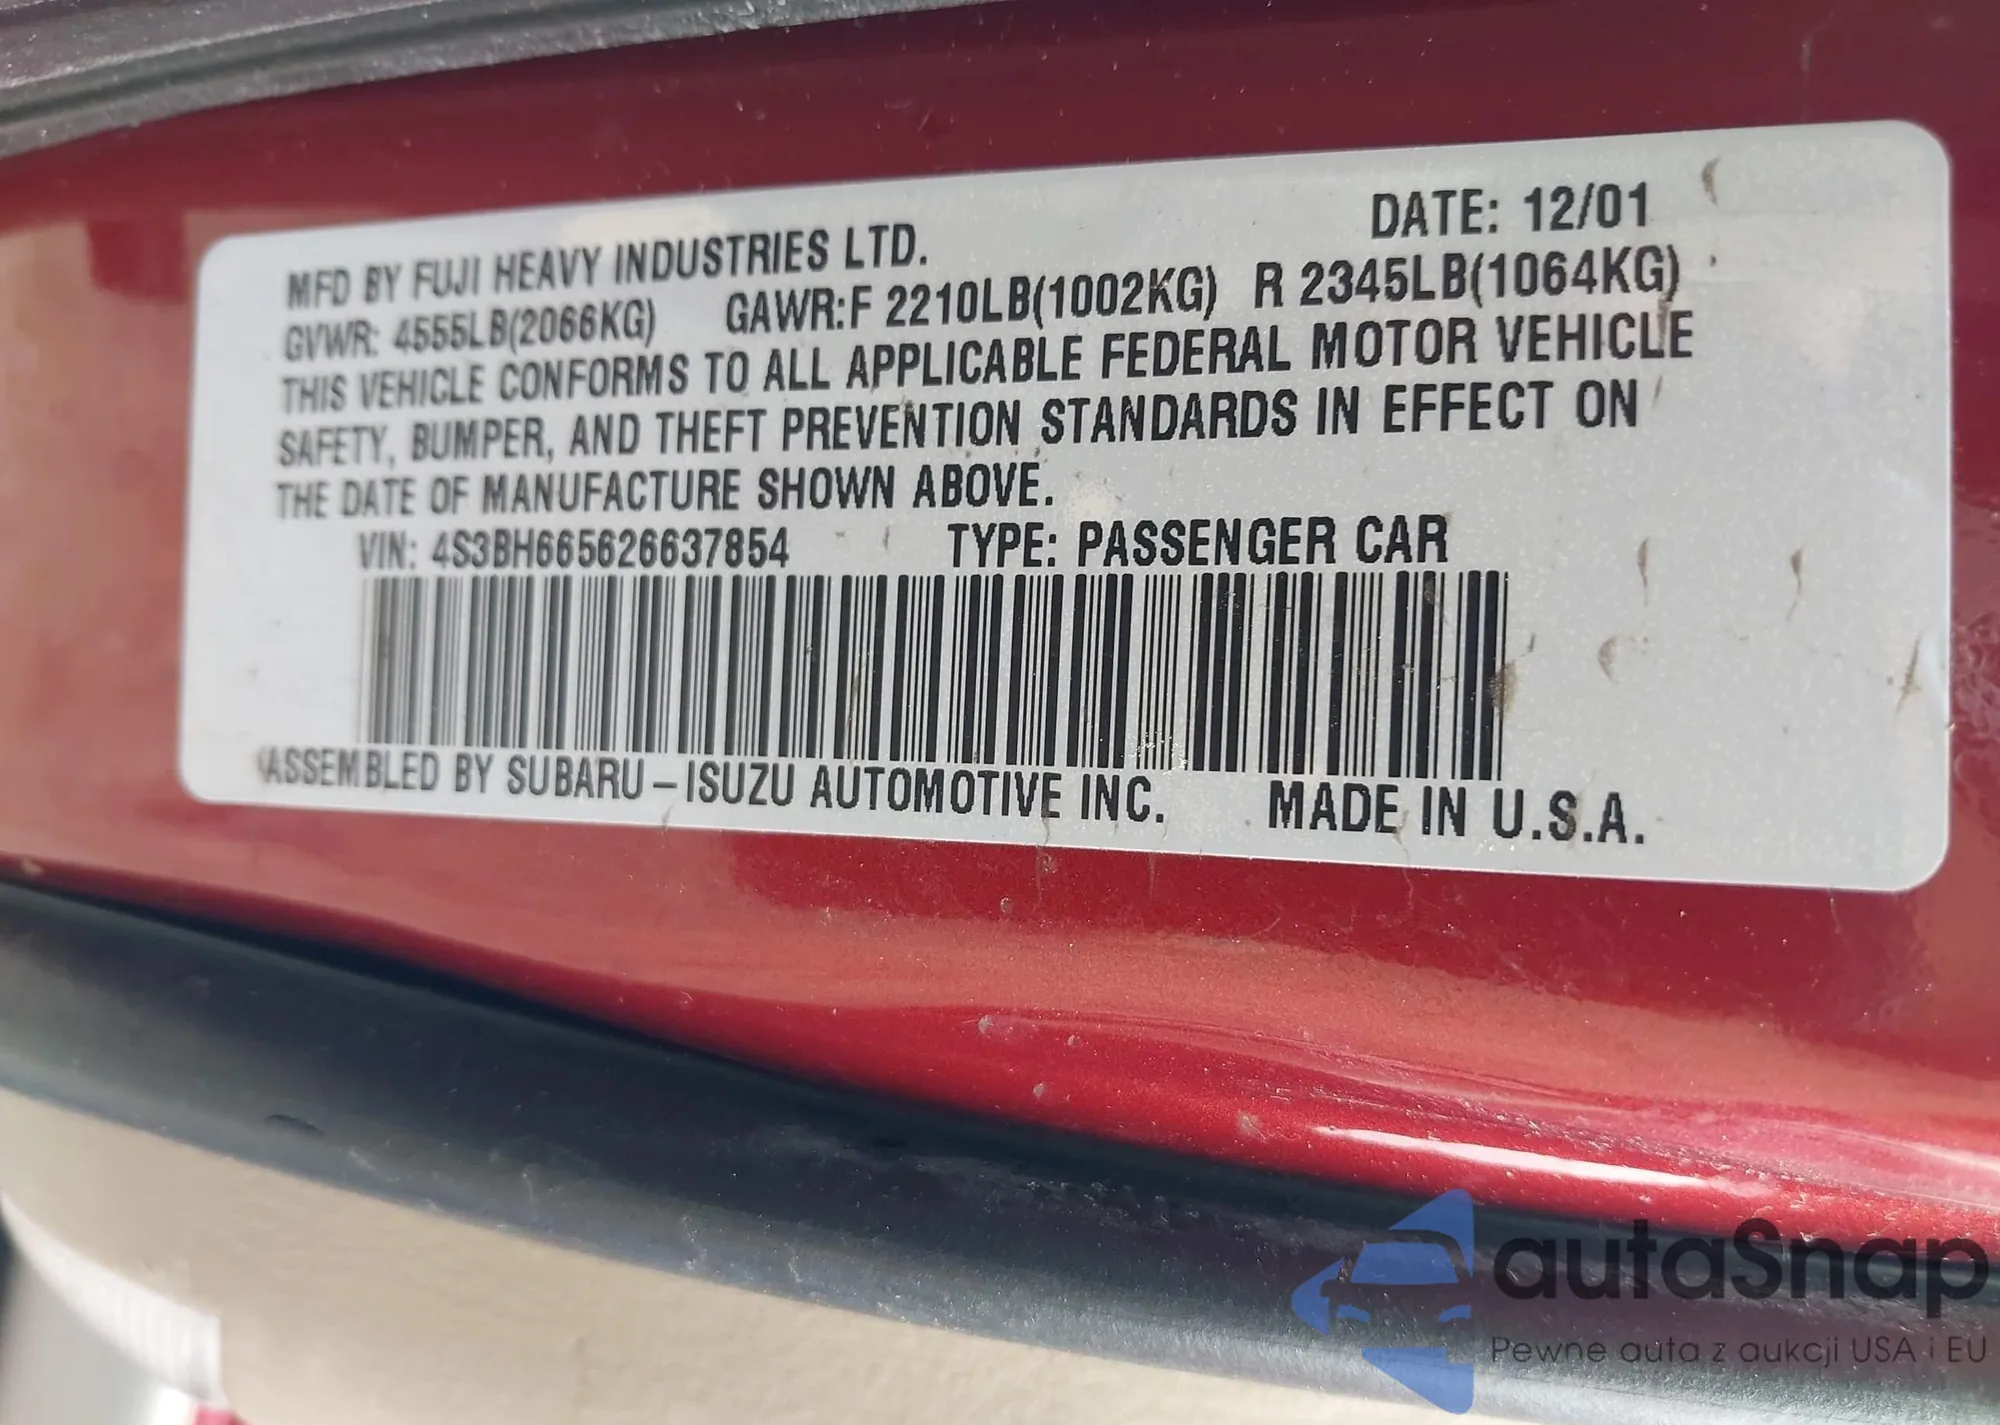 DATE: 12/01
MFD BY FUJI HEAVY INDUSTRIES LTD.
GVWR: 4555LB(2066KG) GAWR:F 2210LB(1002KG) R 2345LB(1064KG)
THIS VEHICLE CONFORMS TO ALL APPLICABLE FEDERAL MOTOR VEHICLE
SAFETY, BUMPER, AND THEFT PREVENTION STANDARDS IN EFFECT ON
THE DATE OF MANUFACTURE SHOWN ABOVE.
VIN: 4S3BH665626637854 TYPE: PASSENGER CAR
ASSEMBLED BY SUBARU-ISUZU AUTOMOTIVE INC. MADE IN U.S.A.
autaSnap
Pewne auta z aukcji USA i EU